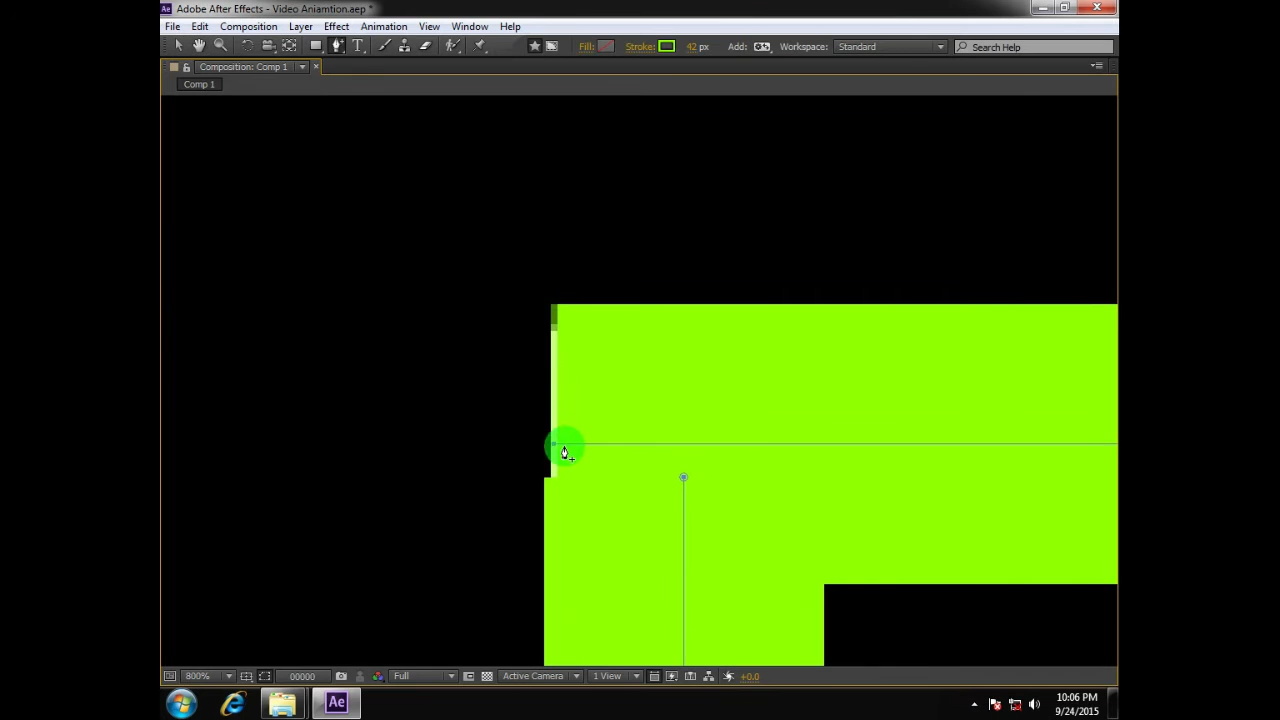 Adobe After Effects - Video Aniamtion.aep *
File Edit Composition Layer Effect Animation View Window Help
Fill: Stroke: 42 px Add: Workspace: Standard Search Help
Composition: Comp 1
Comp 1
800% 00000 Full Active Camera 1 View +0.0
Ae 10:06 PM
9/24/2015